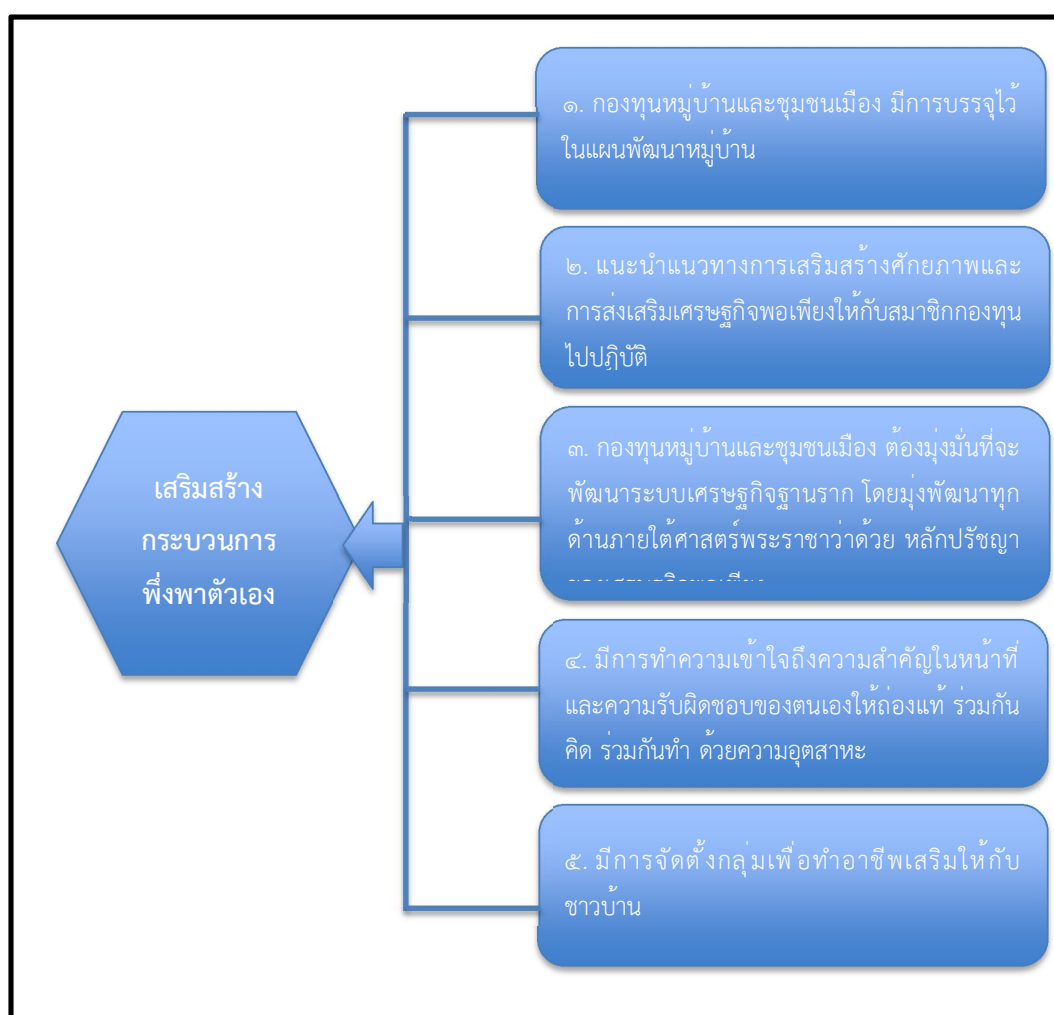 ๑. กองทุนหมู่บ้านและชุมชนเมือง มีการบรรจุไว้
ในแผนพัฒนาหมู่บ้าน
๒. แนะนำแนวทางการเสริมสร้างศักยภาพและ
การส่งเสริมเศรษฐกิจพอเพียงให้กับสมาชิกกองทุน
ไปปฏิบัติ
เสริมสร้าง
กระบวนการ
พึ่งพาตัวเอง
๓. กองทุนหมู่บ้านและชุมชนเมือง ต้องมุ่งมั่นที่จะ
พัฒนาระบบเศรษฐกิจฐานราก โดยมุ่งพัฒนาทุก
ด้านภายใต้ศาสตร์พระราชาว่าด้วย หลักปรัชญา
๔. มีการทำความเข้าใจถึงความสำคัญในหน้าที่
และความรับผิดชอบของตนเองให้ถ่องแท้ ร่วมกัน
คิด ร่วมกันทำ ด้วยความอุตสาหะ
๕. มีการจัดตั้งกลุ่มเพื่อทำอาชีพเสริมให้กับ
ชาวบ้าน